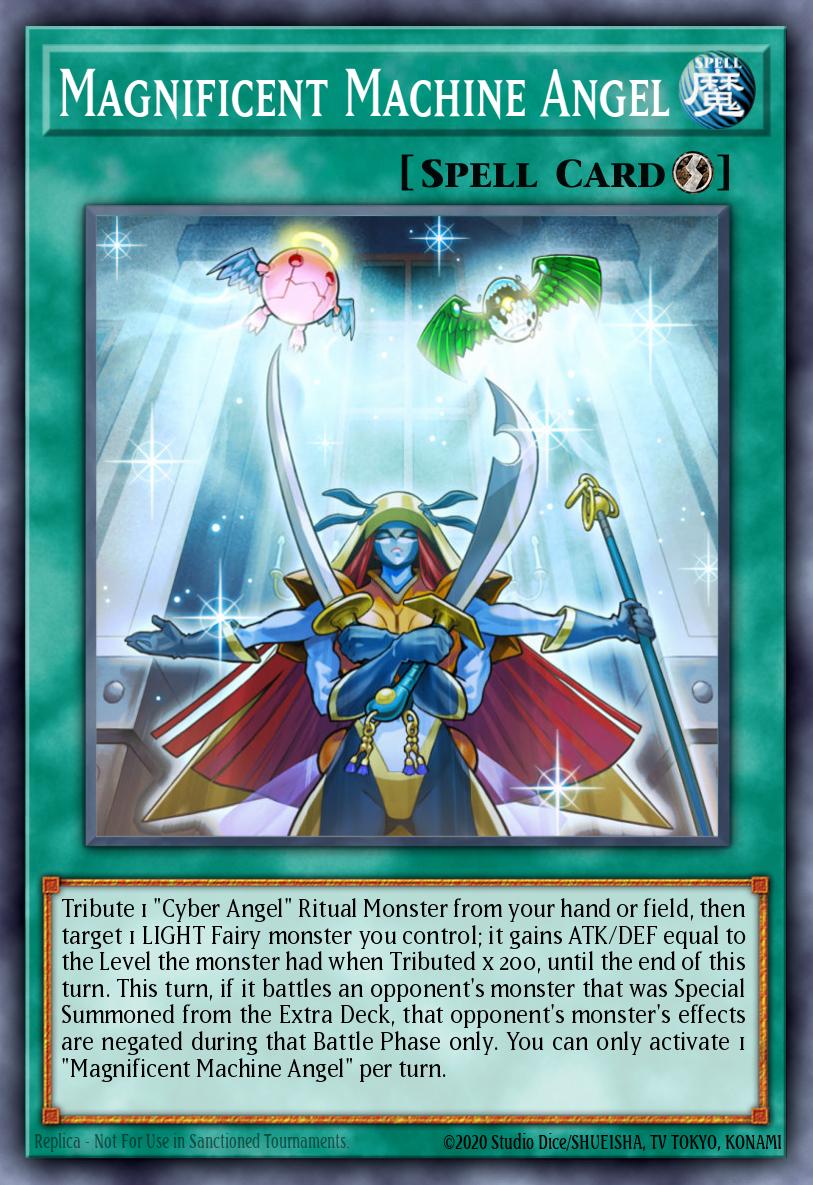 MAGNIFICENT MACHINE ANGEL
SPELL
魔
[SPELL CARD]
Tribute 1 "Cyber Angel" Ritual Monster from your hand or field, then
target 1 LIGHT Fairy monster you control; it gains ATK/DEF equal to
the Level the monster had when Tributed x 200, until the end of this
turn. This turn, if it battles an opponent's monster that was Special
Summoned from the Extra Deck, that opponent's monster's effects
are negated during that Battle Phase only. You can only activate 1
"Magnificent Machine Angel" per turn.
Replica - Not For Use in Sanctioned Tournaments.
©2020 Studio Dice/SHUEISHA, TV TOKYO, KONAMI